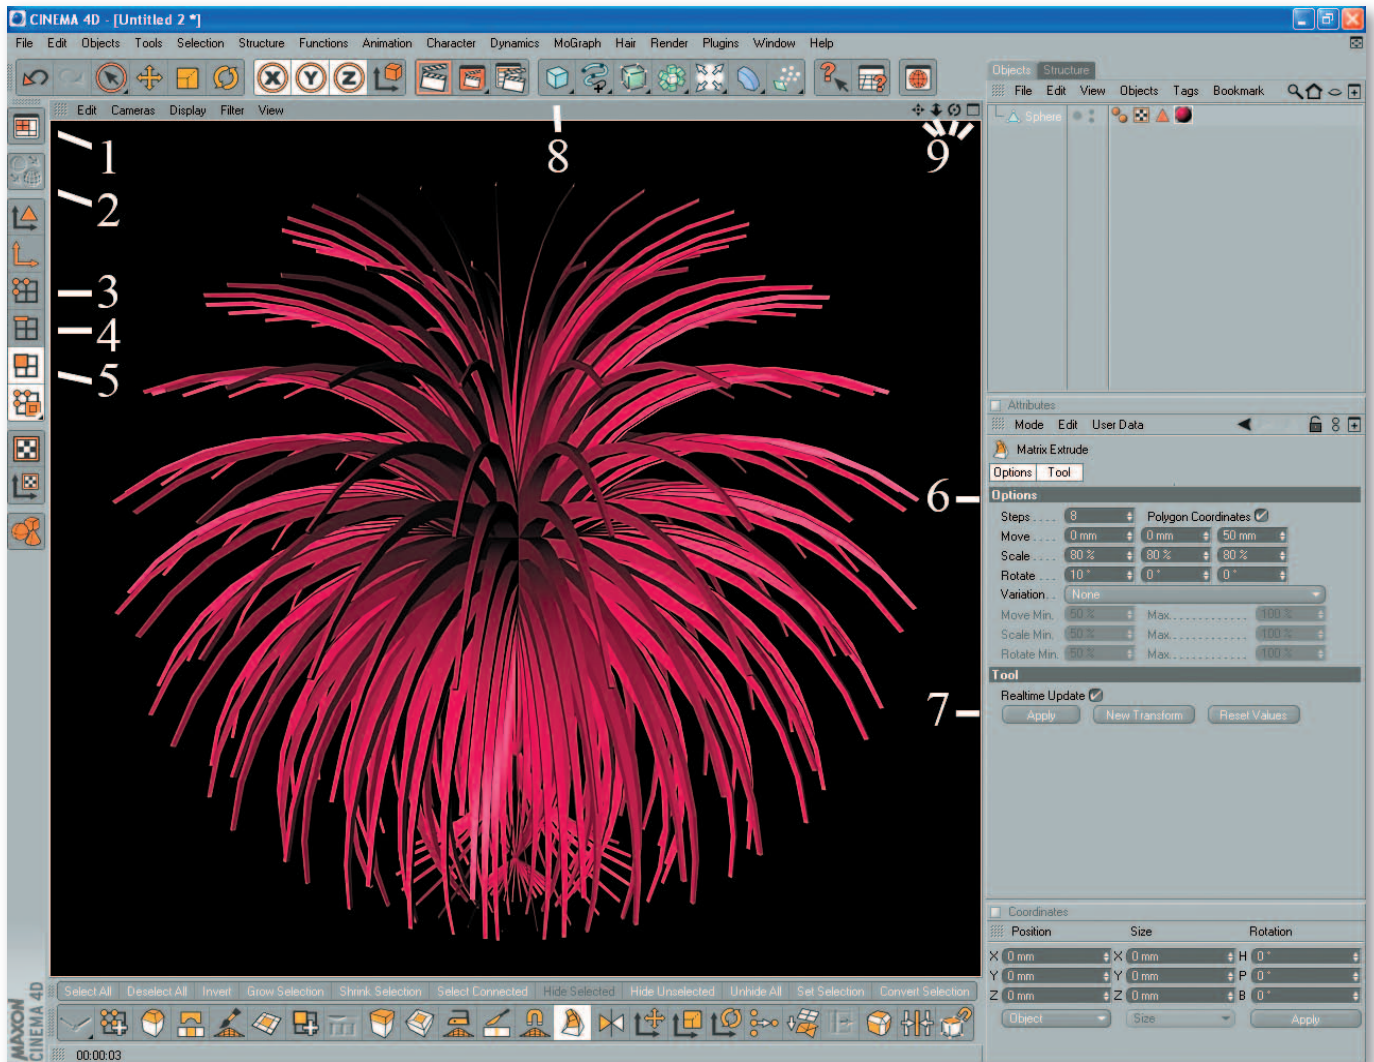 CINEMA 4D - [Untitled 2 *]
File Edit Objects Tools Selection Structure Functions Animation Character Dynamics MoGraph Hair Render Plugins Window Help
X Y Z
Edit Cameras Display Filter View
1
2
3
4
5
6
7
8
9
Objects Structure
File Edit View Objects Tags Bookmark
Sphere
Attributes
Mode Edit User Data
Matrix Extrude
Options Tool
Options
Steps . . . . 8 Polygon Coordinates
Move . . . . 0 mm 0 mm 50 mm
Scale . . . . 80 % 80 % 80 %
Rotate . . . 10 ° 0 ° 0 °
Variation. . None
Move Min. 50 % Max. . . . . . . . . . . . 100 %
Scale Min. 50 % Max. . . . . . . . . . . . 100 %
Rotate Min. 50 % Max. . . . . . . . . . . . 100 %
Tool
Realtime Update
Apply New Transform Reset Values
Coordinates
Position Size Rotation
X 0 mm X 0 mm H 0 °
Y 0 mm Y 0 mm P 0 °
Z 0 mm Z 0 mm B 0 °
Object Size Apply
Select All Deselect All Invert Grow Selection Shrink Selection Select Connected Hide Selected Hide Unselected Unhide All Set Selection Convert Selection
MAXON
CINEMA 4D
00:00:03